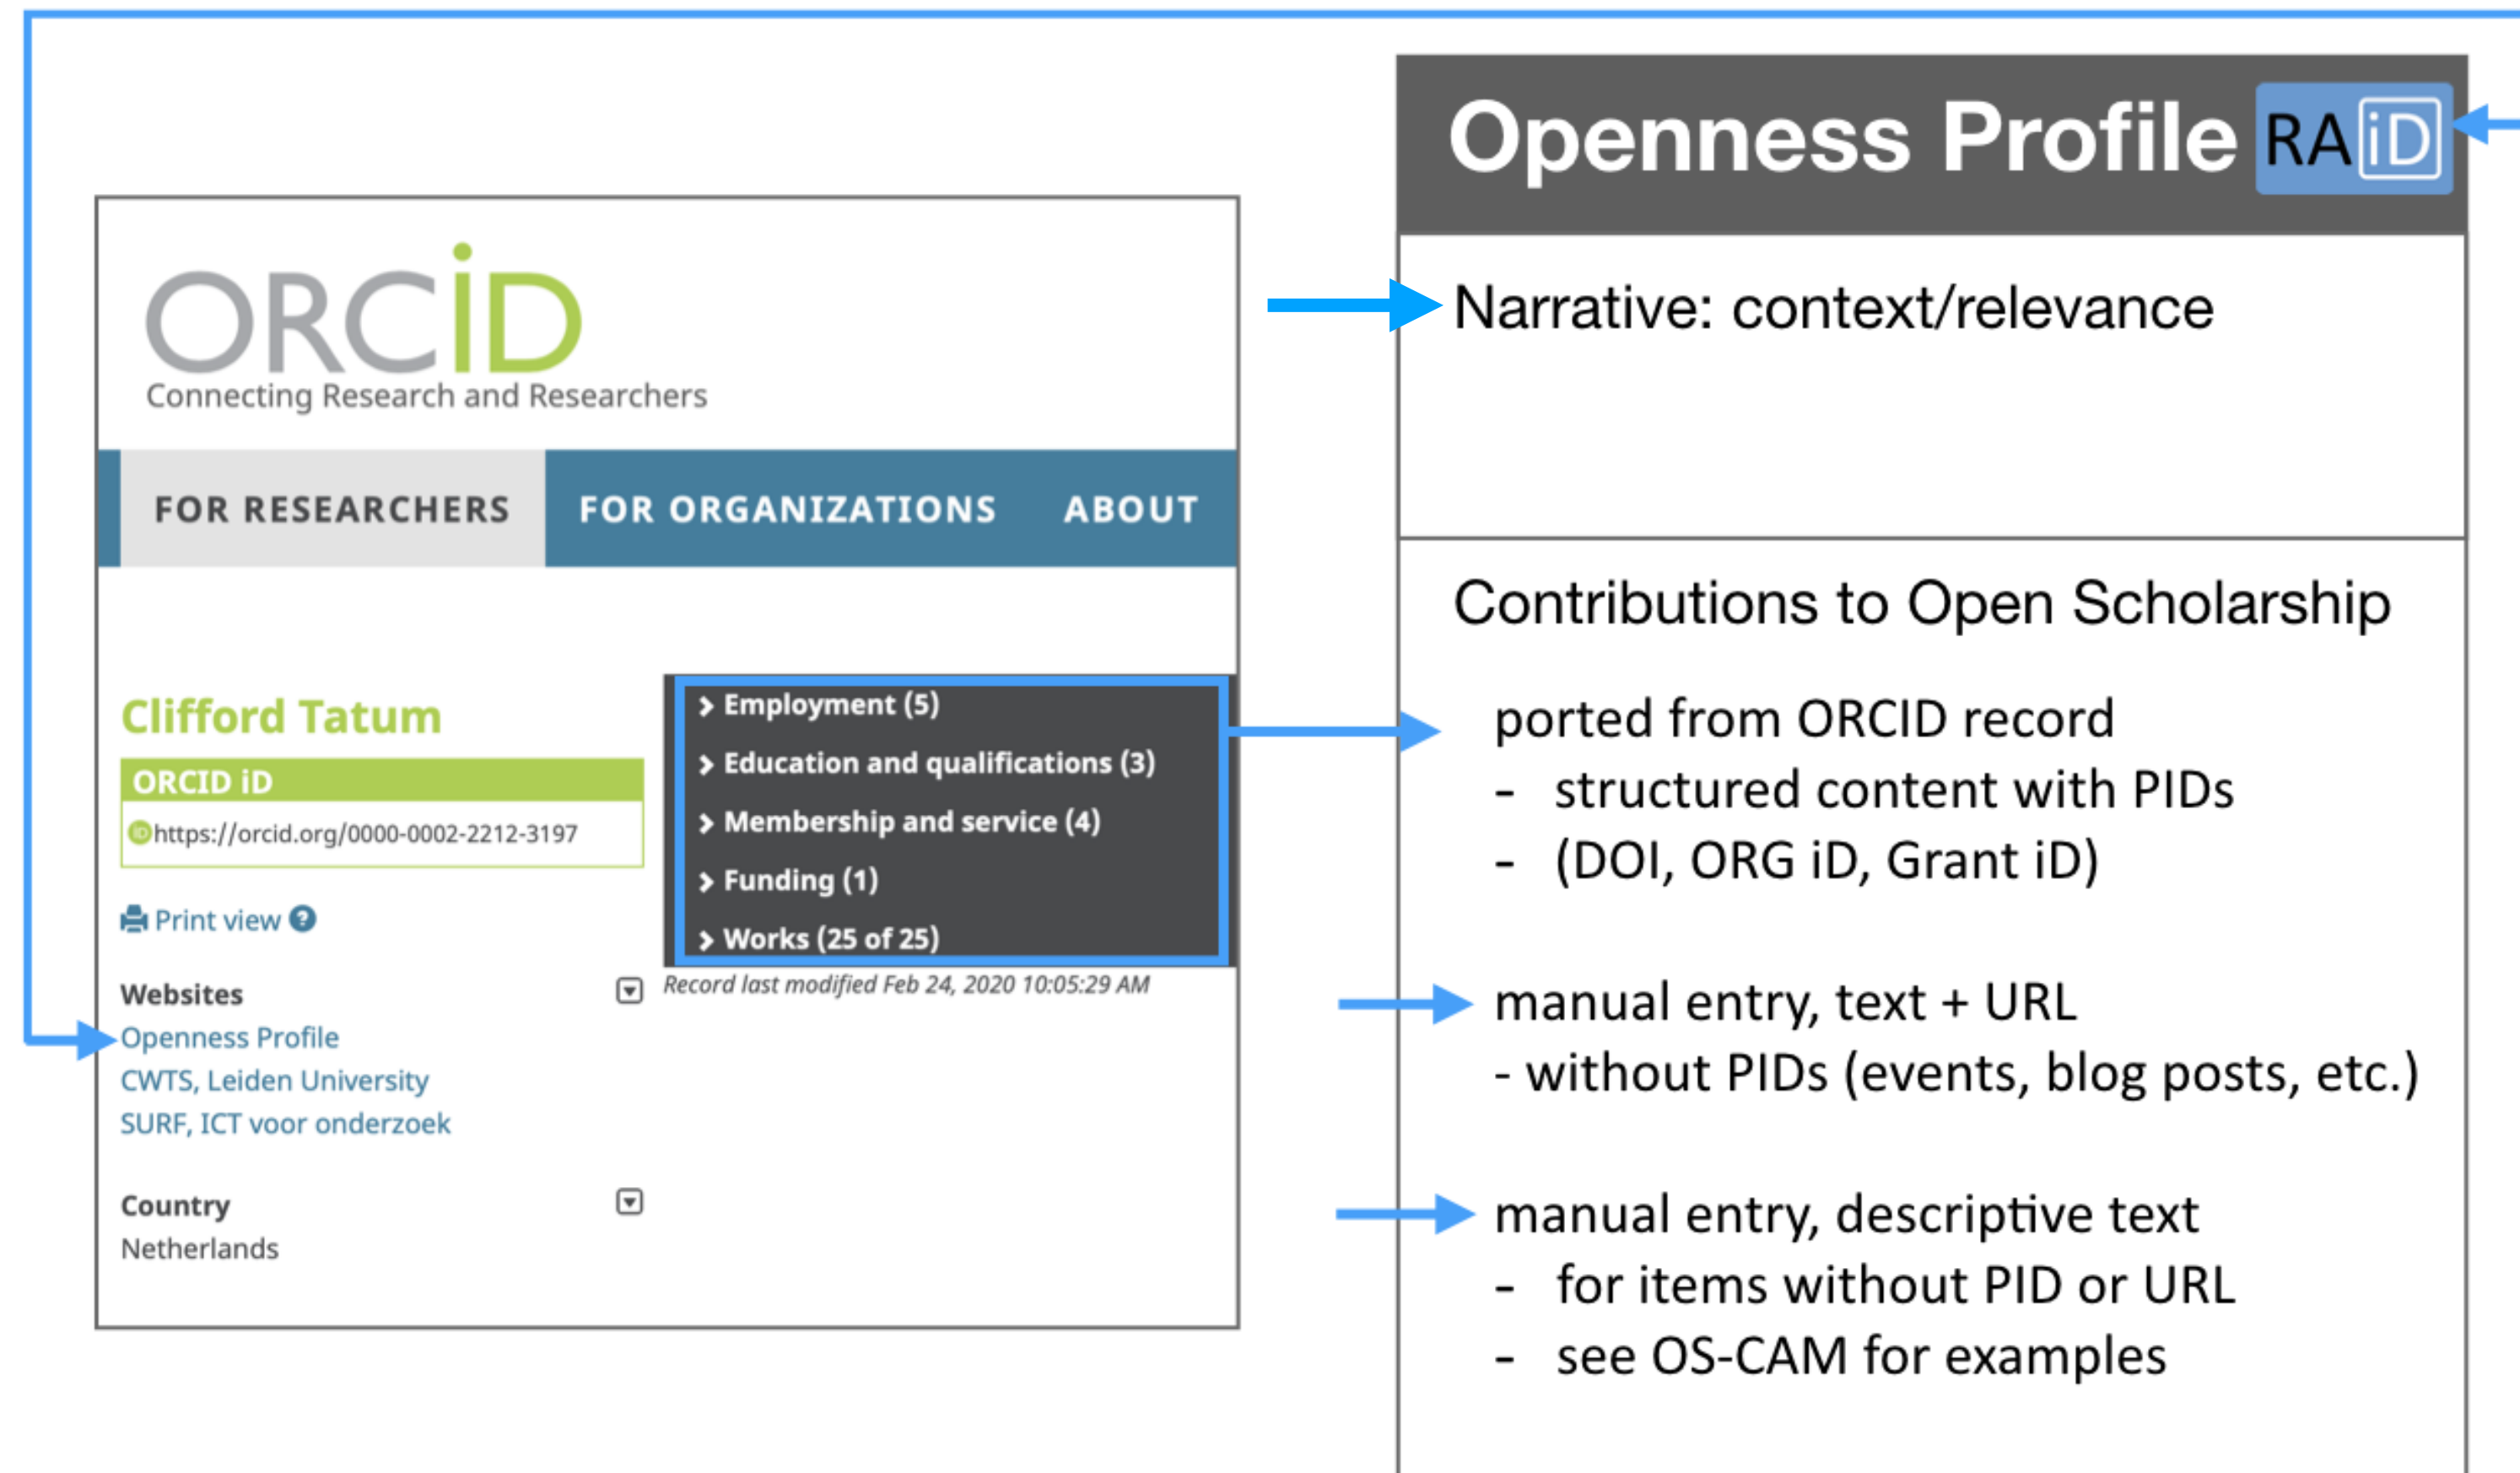 ORCiD
Connecting Research and Researchers
FOR RESEARCHERS
FOR ORGANIZATIONS
ABOUT
Clifford Tatum
ORCID iD
iD https://orcid.org/0000-0002-2212-3197
Print view ?
Websites
Openness Profile
CWTS, Leiden University
SURF, ICT voor onderzoek
Country
Netherlands
Employment (5)
Education and qualifications (3)
Membership and service (4)
Funding (1)
Works (25 of 25)
Record last modified Feb 24, 2020 10:05:29 AM
Openness Profile RAiD
Narrative: context/relevance
Contributions to Open Scholarship
ported from ORCID record
- structured content with PIDs
- (DOI, ORG iD, Grant iD)
manual entry, text + URL
- without PIDs (events, blog posts, etc.)
manual entry, descriptive text
- for items without PID or URL
- see OS-CAM for examples